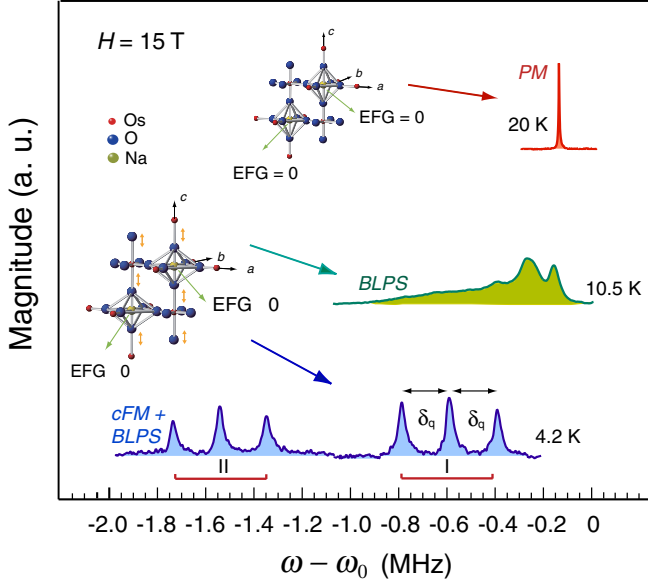 H = 15 T
c
b
a
EFG = 0
EFG = 0
PM
20 K
Os
O
Na
c
b
a
EFG 0
EFG 0
BLPS
10.5 K
cFM +
BLPS
δq
δq
4.2 K
II
I
-2.0 -1.8 -1.6 -1.4 -1.2 -1.0 -0.8 -0.6 -0.4 -0.2 0
ω – ω0 (MHz)
Magnitude (a. u.)